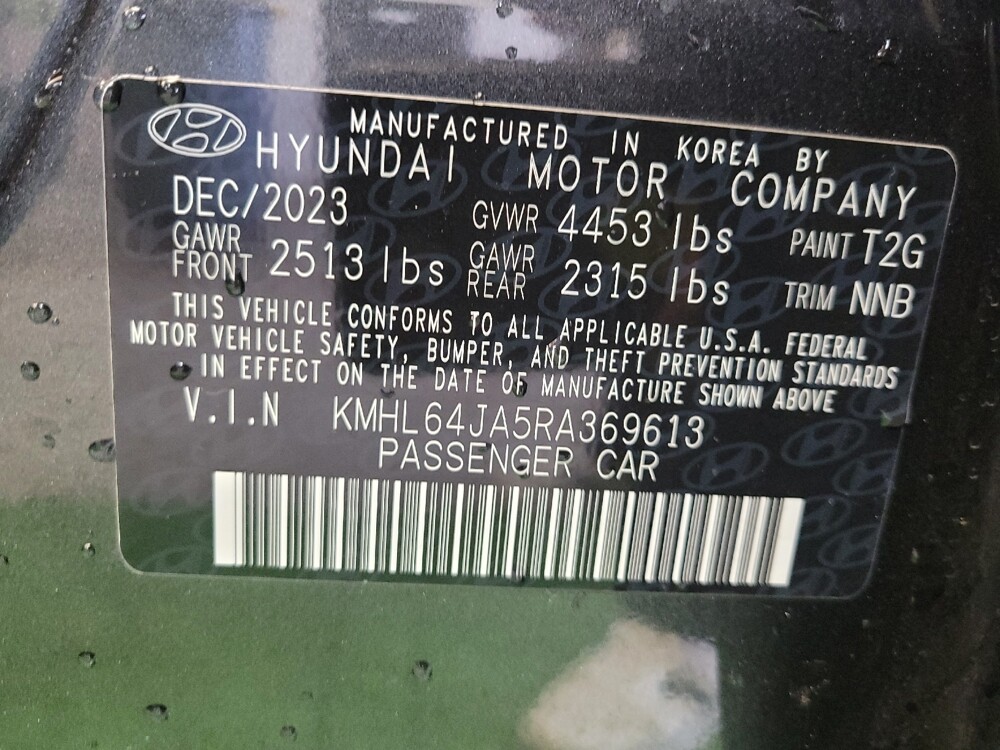 MANUFACTURED IN KOREA BY
HYUNDAI MOTOR COMPANY
DEC/2023 GVWR 4453 lbs PAINT T2G
GAWR FRONT 2513 lbs GAWR REAR 2315 lbs TRIM NNB
THIS VEHICLE CONFORMS TO ALL APPLICABLE U.S.A. FEDERAL
MOTOR VEHICLE SAFETY, BUMPER, AND THEFT PREVENTION STANDARDS
IN EFFECT ON THE DATE OF MANUFACTURE SHOWN ABOVE
V.I.N KMHL64JA5RA369613
PASSENGER CAR